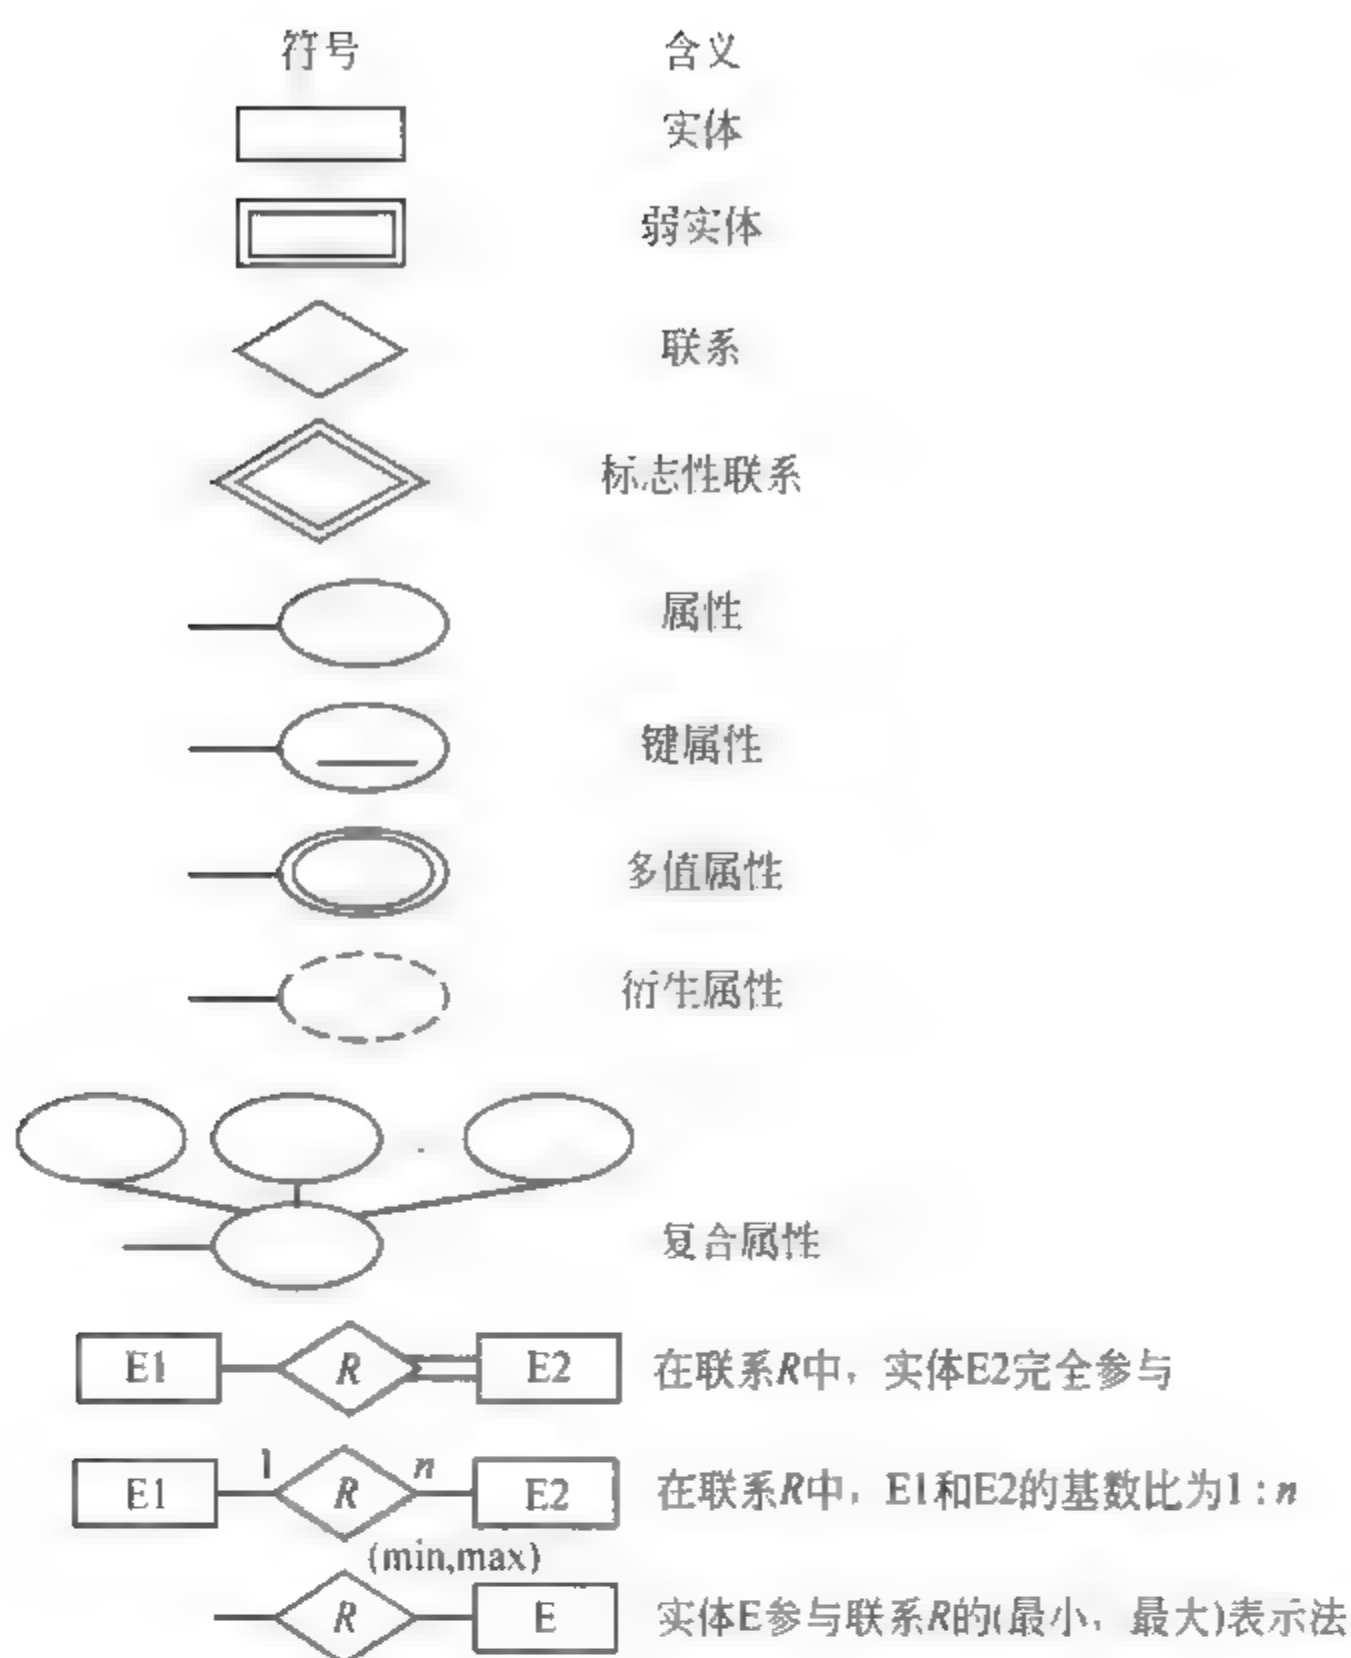 符号 含义
实体
弱实体
联系
标志性联系
属性
键属性
多值属性
衍生属性
复合属性
E1 R E2 在联系R中，实体E2完全参与
E1 1 R n E2 在联系R中，E1和E2的基数比为1:n
(min,max)
R E 实体E参与联系R的(最小，最大)表示法